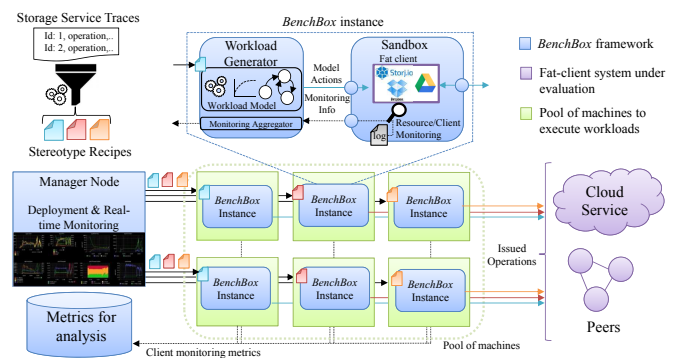 Storage Service Traces
Id: 1, operation,..
Id: 2, operation,..
Stereotype Recipes
BenchBox instance
Workload
Generator
Workload Model
Monitoring Aggregator
Model
Actions
Monitoring
Info
Sandbox
Fat client
Storj.io
log
Resource/Client
Monitoring
BenchBox framework
Fat-client system under
evaluation
Pool of machines to
execute workloads
Manager Node
Deployment & Real-
time Monitoring
BenchBox
Instance
BenchBox
Instance
BenchBox
Instance
BenchBox
Instance
BenchBox
Instance
BenchBox
Instance
Issued
Operations
Cloud
Service
Peers
Metrics for
analysis
Client monitoring metrics
Pool of machines